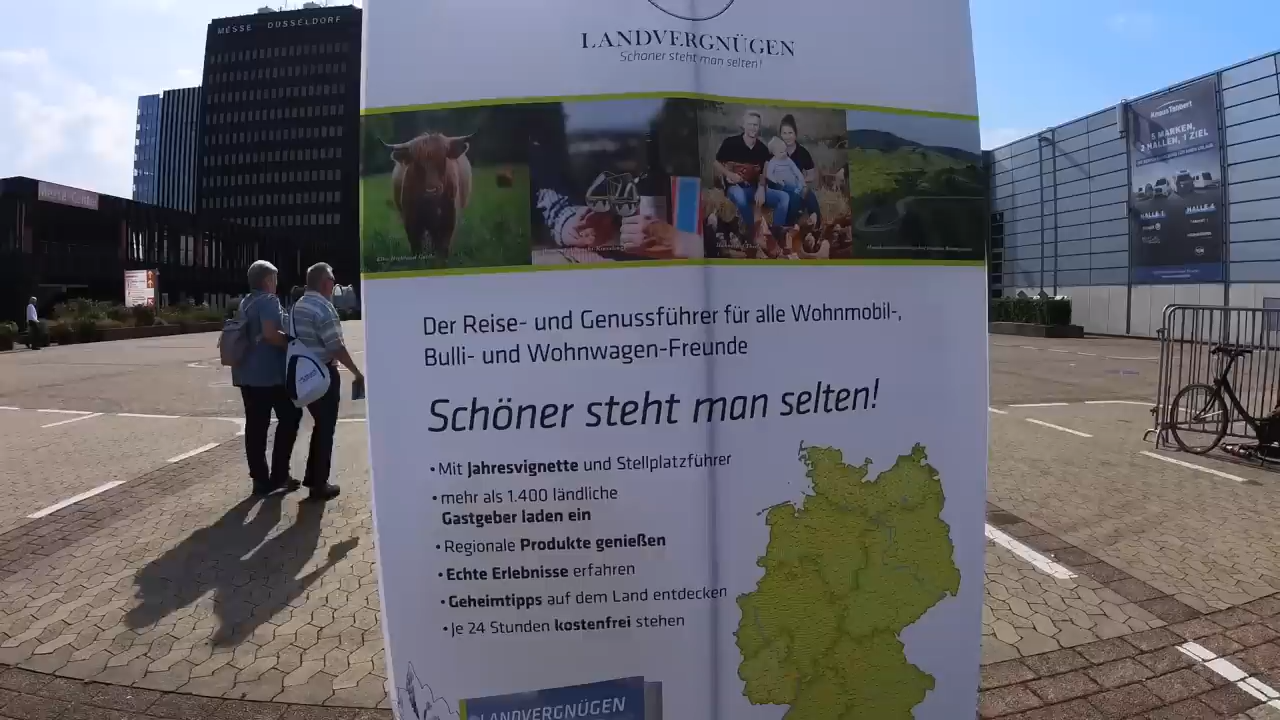 MESSE DÜSSELDORF
LANDVERGNÜGEN
Schöner steht man selten!
Der Reise- und Genussführer für alle Wohnmobil-,
Bulli- und Wohnwagen-Freunde
Schöner steht man selten!
• Mit Jahresvignette und Stellplatzführer
• mehr als 1.400 ländliche
Gastgeber laden ein
• Regionale Produkte genießen
• Echte Erlebnisse erfahren
• Geheimtipps auf dem Land entdecken
• Je 24 Stunden kostenfrei stehen
LANDVERGNÜGEN
KnausTabbert
5 MARKEN,
2 HALLEN, 1 ZIEL
HALLE 1
HALLE 4